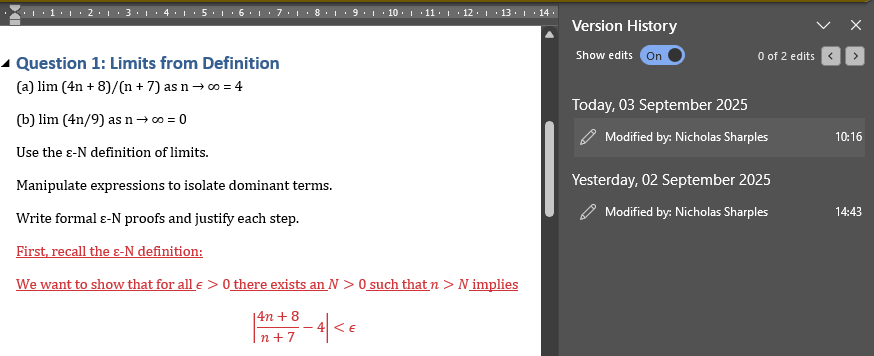 · 1 · 2 · 3 · 4 · 5 · 6 · 7 · 8 · 9 · 10 · 11 · 12 · 13 · 14 ·
Question 1: Limits from Definition
(a) lim (4n + 8)/(n + 7) as n → ∞ = 4
(b) lim (4n/9) as n → ∞ = 0
Use the ε-N definition of limits.
Manipulate expressions to isolate dominant terms.
Write formal ε-N proofs and justify each step.
First, recall the ε-N definition:
We want to show that for all ϵ > 0 there exists an N > 0 such that n > N implies
|(4n + 8)/(n + 7) − 4| < ϵ
Version History
Show edits On 0 of 2 edits
Today, 03 September 2025
Modified by: Nicholas Sharples 10:16
Yesterday, 02 September 2025
Modified by: Nicholas Sharples 14:43